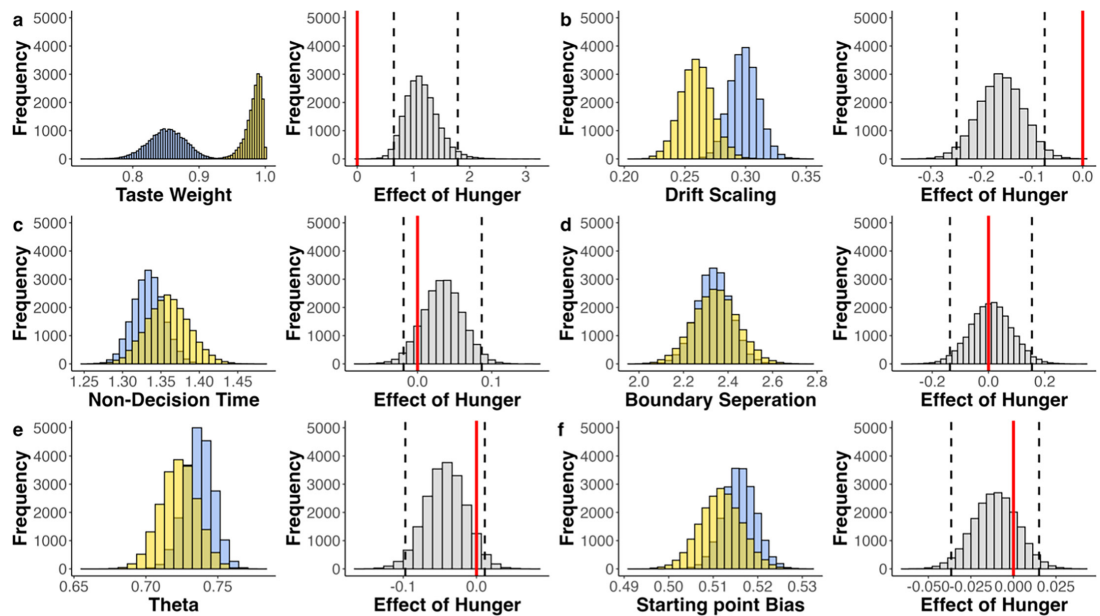 a
Frequency
5000
4000
3000
2000
1000
0
0.8 0.9 1.0
Taste Weight
Frequency
5000
4000
3000
2000
1000
0
0 1 2 3
Effect of Hunger
b
Frequency
5000
4000
3000
2000
1000
0
0.20 0.25 0.30 0.35
Drift Scaling
Frequency
5000
4000
3000
2000
1000
0
-0.3 -0.2 -0.1 0.0
Effect of Hunger
c
Frequency
5000
4000
3000
2000
1000
0
1.25 1.30 1.35 1.40 1.45
Non-Decision Time
Frequency
5000
4000
3000
2000
1000
0
0.0 0.1
Effect of Hunger
d
Frequency
5000
4000
3000
2000
1000
0
2.0 2.2 2.4 2.6 2.8
Boundary Seperation
Frequency
5000
4000
3000
2000
1000
0
-0.2 0.0 0.2
Effect of Hunger
e
Frequency
5000
4000
3000
2000
1000
0
0.65 0.70 0.75
Theta
Frequency
5000
4000
3000
2000
1000
0
-0.1 0.0
Effect of Hunger
f
Frequency
5000
4000
3000
2000
1000
0
0.49 0.50 0.51 0.52 0.53
Starting point Bias
Frequency
5000
4000
3000
2000
1000
0
-0.050 -0.025 0.000 0.025
Effect of Hunger